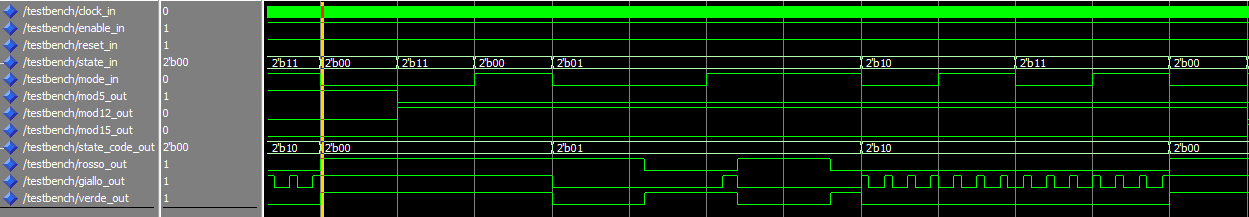 /testbench/clock_in 0
/testbench/enable_in 1
/testbench/reset_in 1
/testbench/state_in 2'b00 2'b11 2'b00 2'b11 2'b00 2'b01 2'b10 2'b11 2'b00
/testbench/mode_in 0
/testbench/mod5_out 1
/testbench/mod12_out 0
/testbench/mod15_out 0
/testbench/state_code_out 2'b00 2'b10 2'b00 2'b01 2'b10 2'b00
/testbench/rosso_out 1
/testbench/giallo_out 1
/testbench/verde_out 1